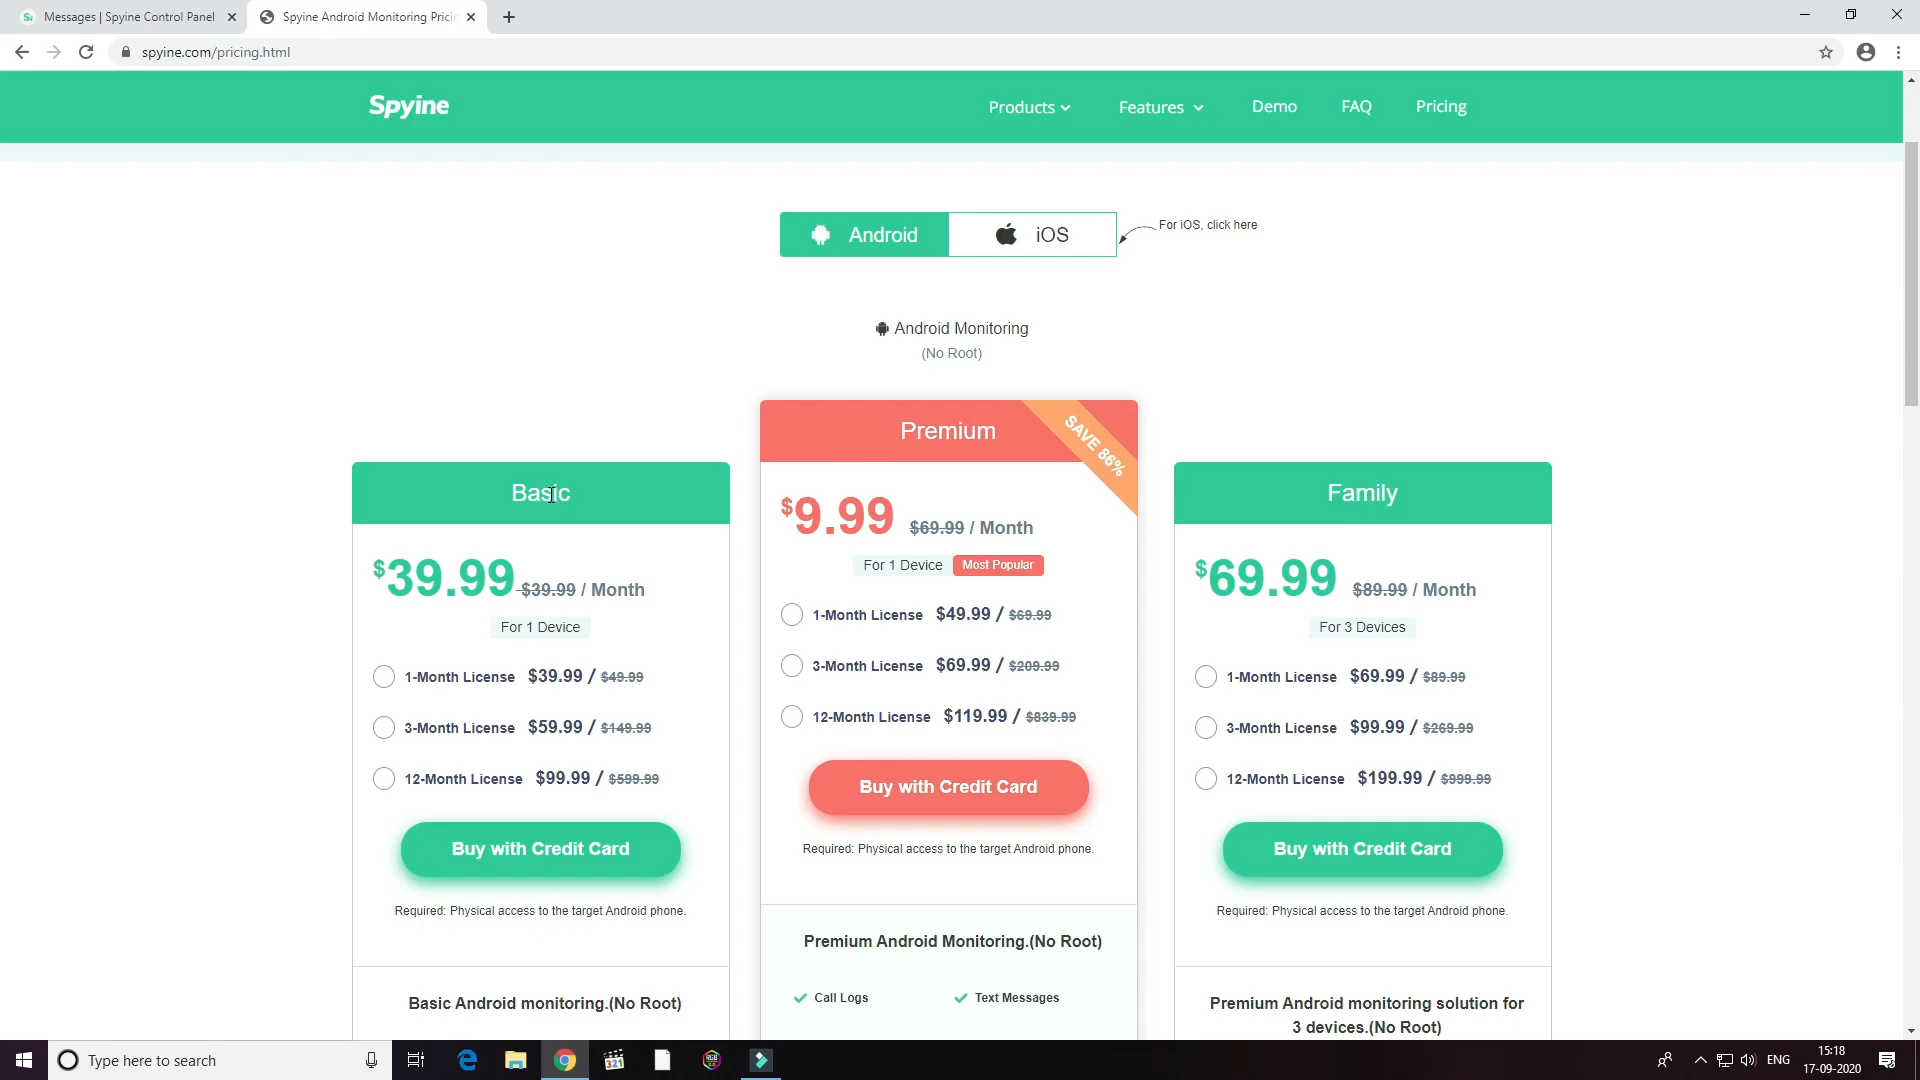 Messages | Spyine Control Panel
Spyine Android Monitoring Pricin
spyine.com/pricing.html
Spyine
Products
Features
Demo
FAQ
Pricing
Android
iOS
For iOS, click here
Android Monitoring
(No Root)
Basic
$39.99 $39.99 / Month
For 1 Device
1-Month License $39.99 / $49.99
3-Month License $59.99 / $149.99
12-Month License $99.99 / $599.99
Buy with Credit Card
Required: Physical access to the target Android phone.
Basic Android monitoring.(No Root)
Premium
SAVE 86%
$9.99 $69.99 / Month
For 1 Device Most Popular
1-Month License $49.99 / $69.99
3-Month License $69.99 / $209.99
12-Month License $119.99 / $839.99
Buy with Credit Card
Required: Physical access to the target Android phone.
Premium Android Monitoring.(No Root)
Call Logs
Text Messages
Family
$69.99 $89.99 / Month
For 3 Devices
1-Month License $69.99 / $89.99
3-Month License $99.99 / $269.99
12-Month License $199.99 / $999.99
Buy with Credit Card
Required: Physical access to the target Android phone.
Premium Android monitoring solution for
3 devices.(No Root)
Type here to search
321
ENG
15:18
17-09-2020